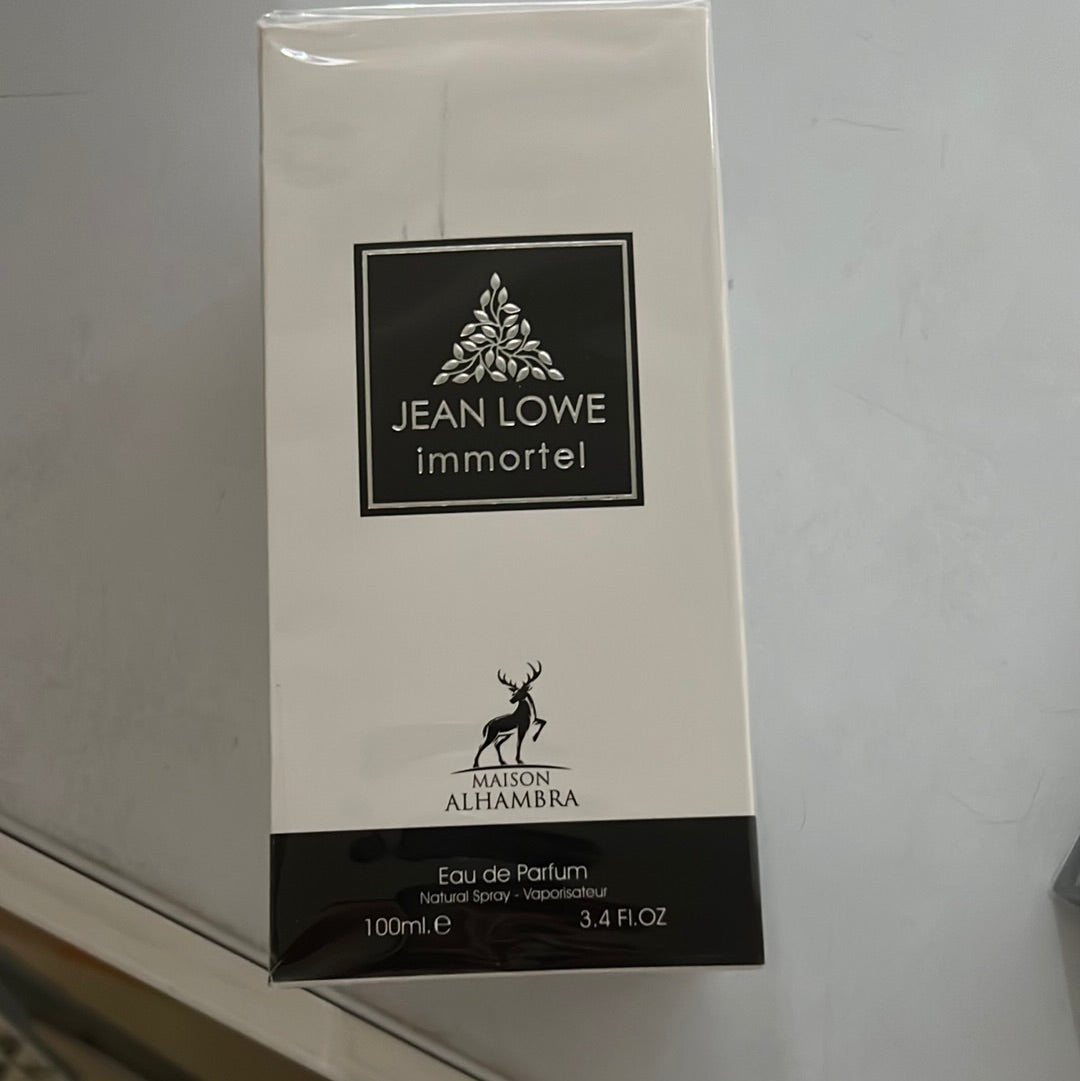 JEAN LOWE
immortel
MAISON
ALHAMBRA
Eau de Parfum
Natural Spray - Vaporisateur
100ml.e 3.4 Fl.OZ